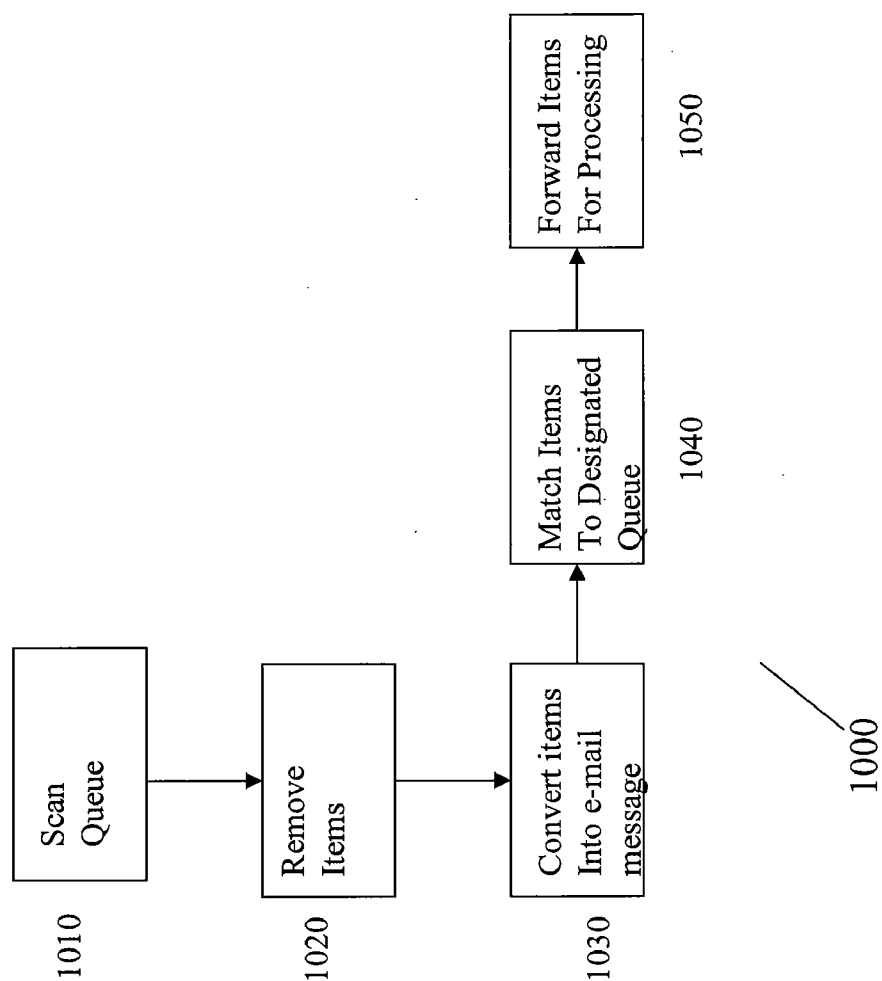 1010
Scan
Queue
1020
Remove
Items
1030
Convert items
Into e-mail
message
1040
Match Items
To Designated
Queue
1050
Forward Items
For Processing
1000